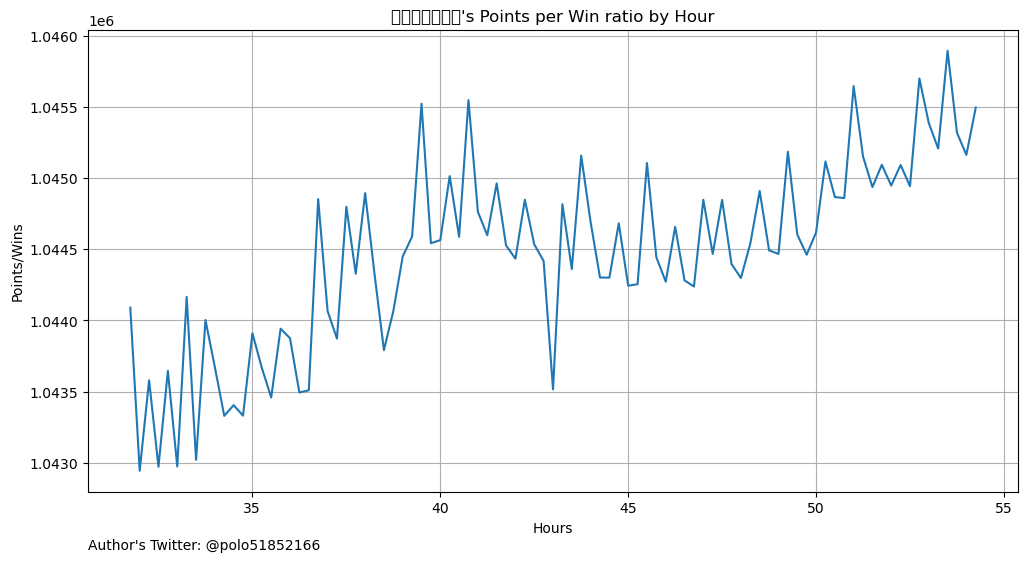 's Points per Win ratio by Hour
1e6
1.0460
1.0455
1.0450
1.0445
1.0440
1.0435
1.0430
Points/Wins
35 40 45 50 55
Hours
Author's Twitter: @polo51852166